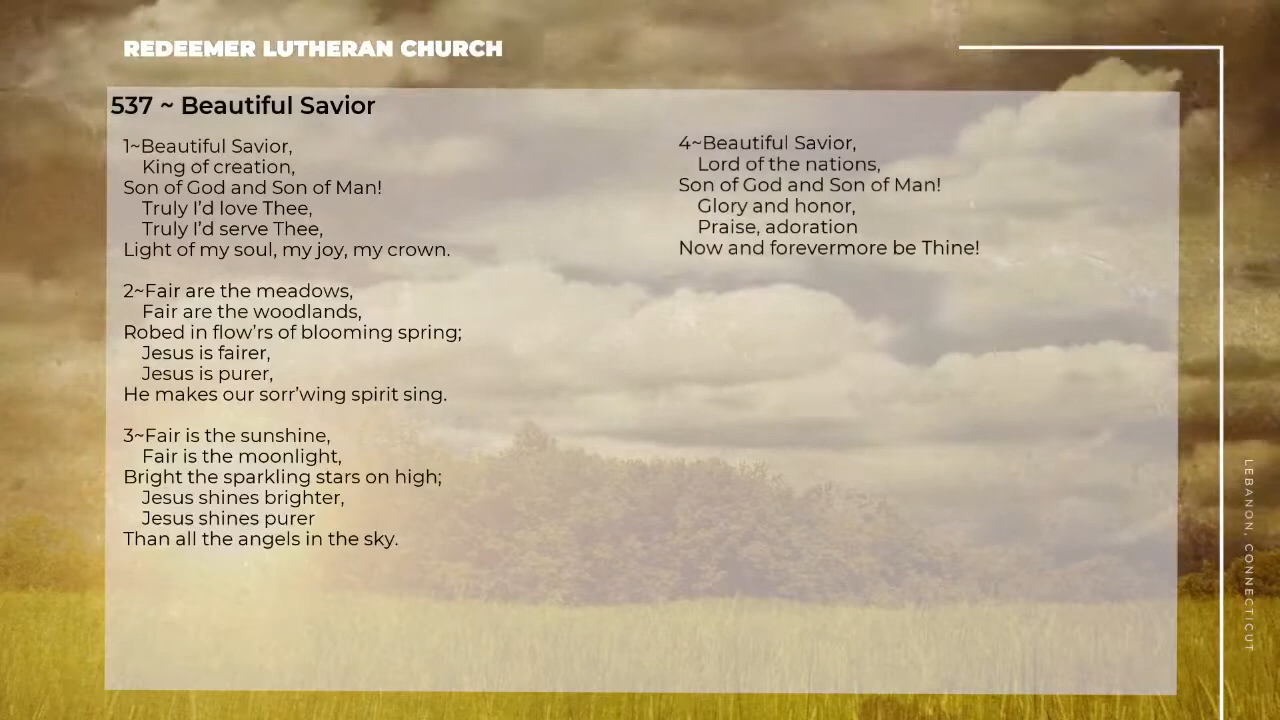 REDEEMER LUTHERAN CHURCH
537 ~ Beautiful Savior
1~Beautiful Savior,
King of creation,
Son of God and Son of Man!
Truly I’d love Thee,
Truly I’d serve Thee,
Light of my soul, my joy, my crown.
2~Fair are the meadows,
Fair are the woodlands,
Robed in flow’rs of blooming spring;
Jesus is fairer,
Jesus is purer,
He makes our sorr’wing spirit sing.
3~Fair is the sunshine,
Fair is the moonlight,
Bright the sparkling stars on high;
Jesus shines brighter,
Jesus shines purer
Than all the angels in the sky.
4~Beautiful Savior,
Lord of the nations,
Son of God and Son of Man!
Glory and honor,
Praise, adoration
Now and forevermore be Thine!
LEBANON, CONNECTICUT